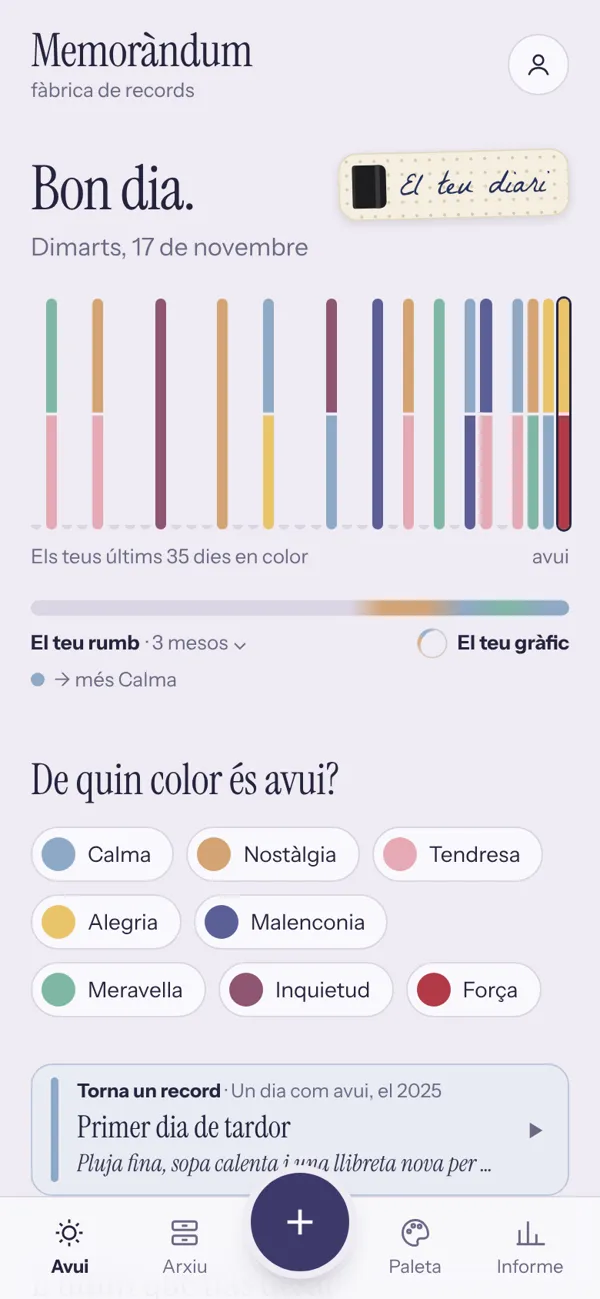 Memoràndum
fàbrica de records
Bon dia.
El teu diari
Dimarts, 17 de novembre
Els teus últims 35 dies en color
avui
El teu rumb · 3 mesos
El teu gràfic
→ més Calma
De quin color és avui?
Calma
Nostàlgia
Tendresa
Alegria
Malenconia
Meravella
Inquietud
Força
Torna un record · Un dia com avui, el 2025
Primer dia de tardor
Pluja fina, sopa calenta i una llibreta nova per ...
Avui
Arxiu
Paleta
Informe